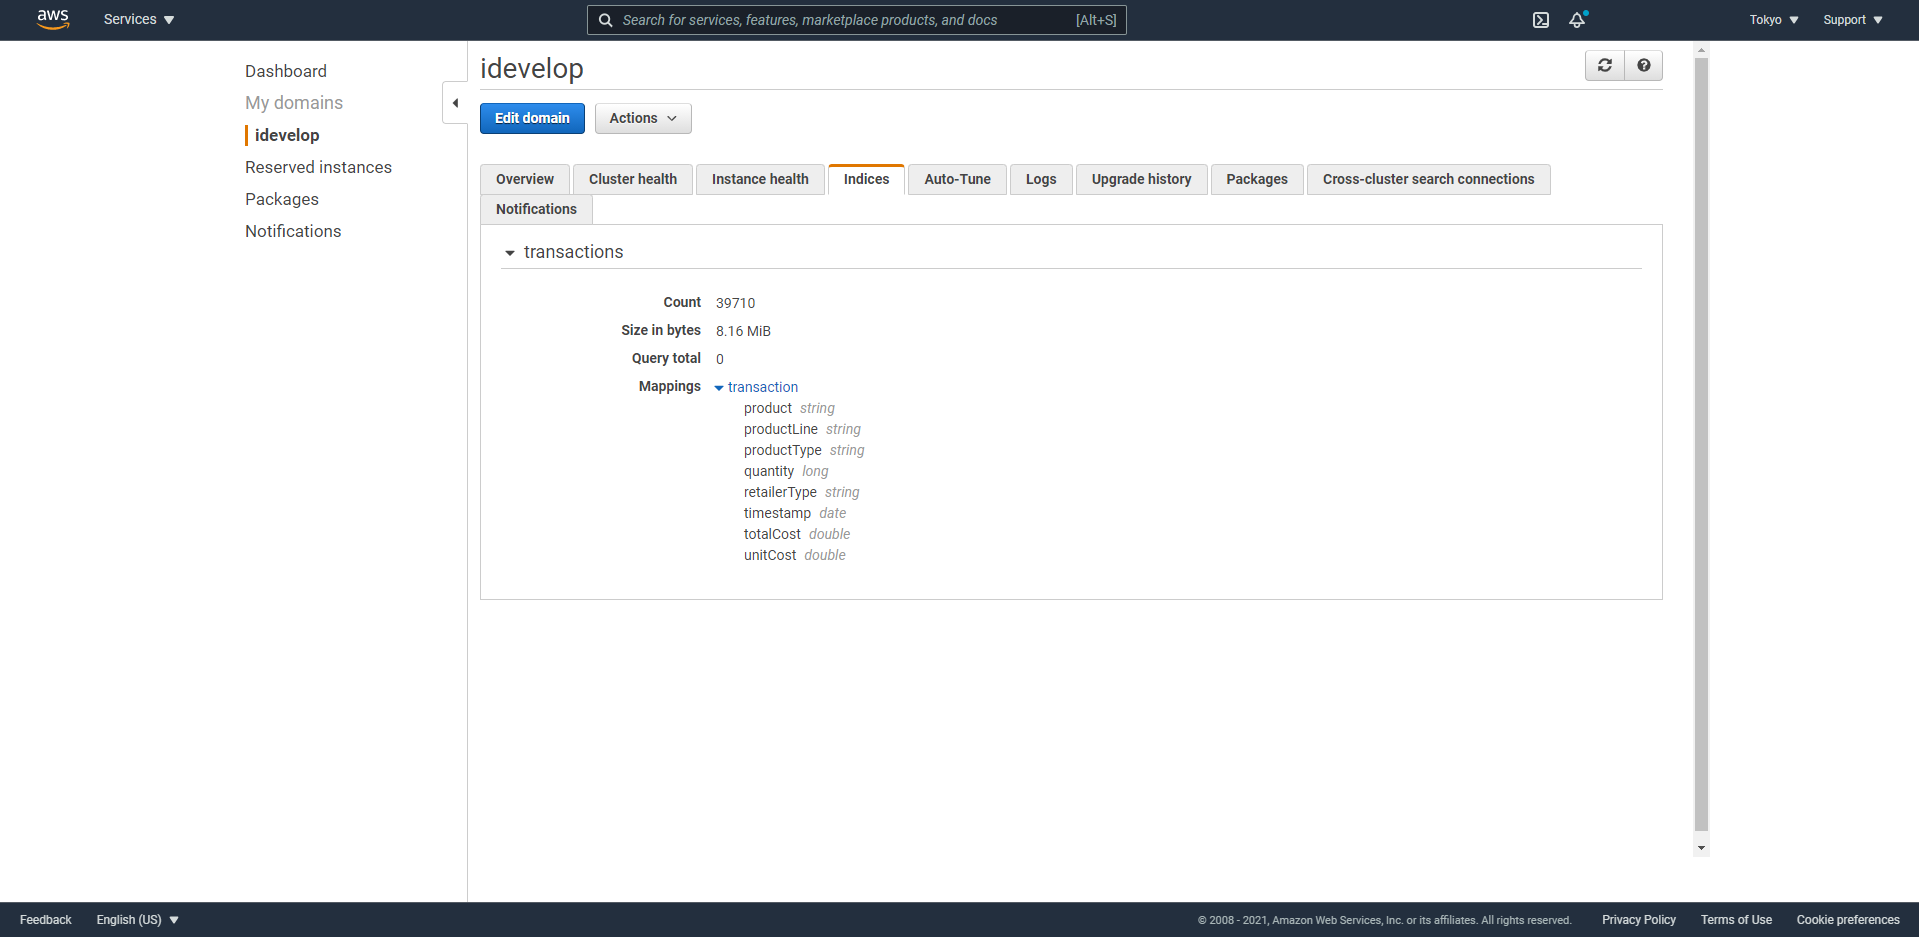 aws Services Search for services, features, marketplace products, and docs [Alt+S] Tokyo Support
Dashboard
My domains
idevelop
Reserved instances
Packages
Notifications
idevelop
Edit domain Actions
Overview Cluster health Instance health Indices Auto-Tune Logs Upgrade history Packages Cross-cluster search connections
Notifications
transactions
Count 39710
Size in bytes 8.16 MiB
Query total 0
Mappings transaction
product string
productLine string
productType string
quantity long
retailerType string
timestamp date
totalCost double
unitCost double
Feedback English (US) © 2008 - 2021, Amazon Web Services, Inc. or its affiliates. All rights reserved. Privacy Policy Terms of Use Cookie preferences